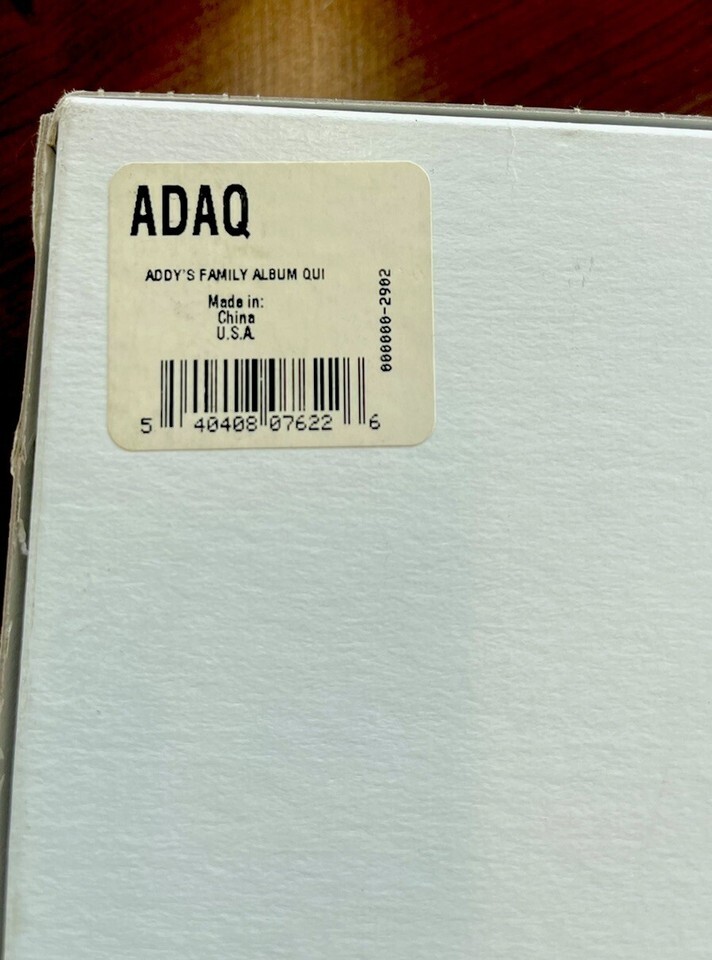 ADAQ
ADDY'S FAMILY ALBUM QUI
Made in:
China
U.S.A.
000000-2902
5 40408 07622 6